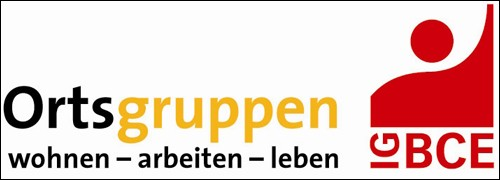 Ortsgruppen
wohnen – arbeiten – leben
IG BCE